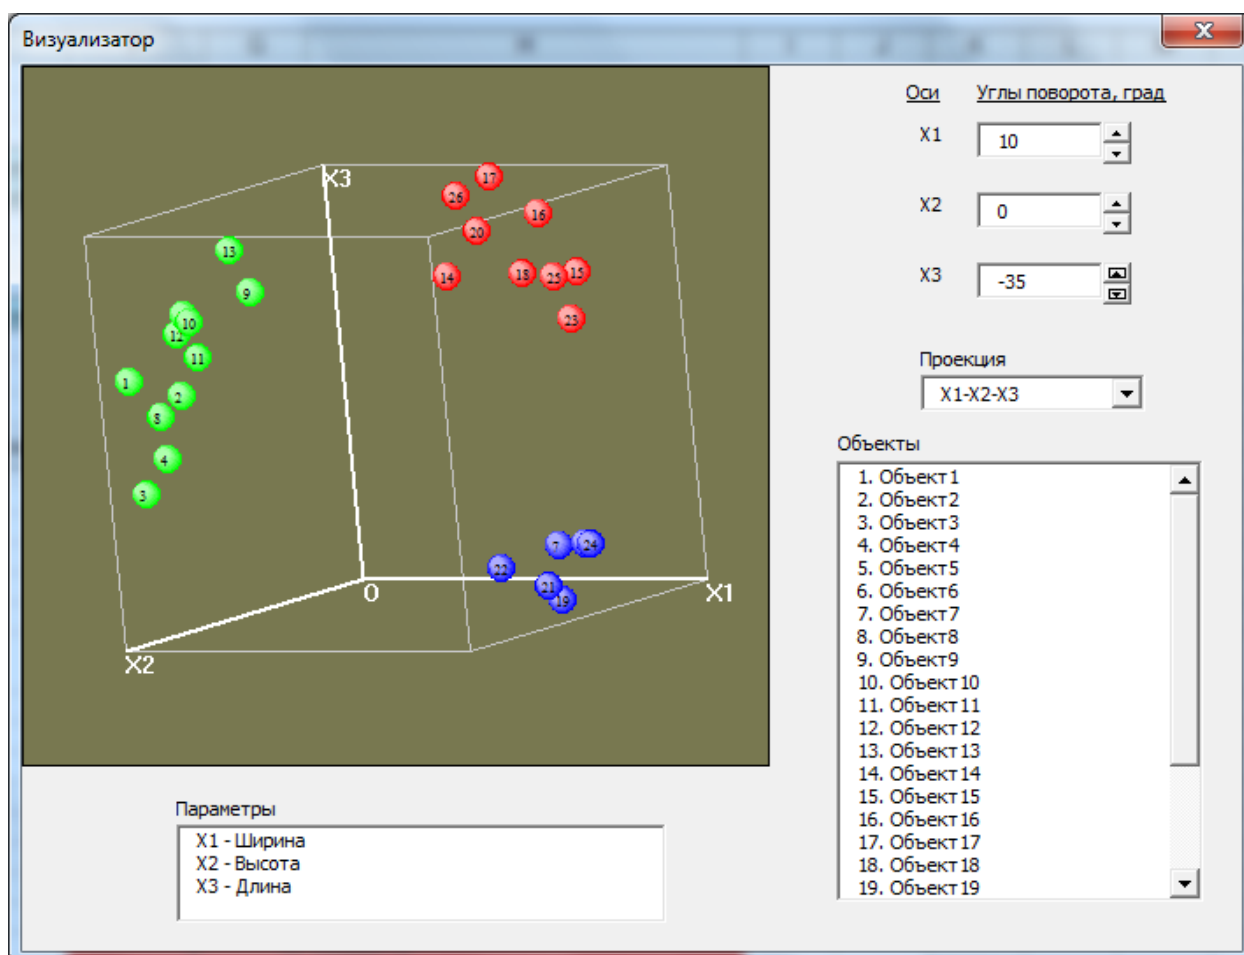 Визуализатор
Оси Углы поворота, град
X1 10
X2 0
X3 -35
Проекция
X1-X2-X3
Объекты
1. Объект1
2. Объект2
3. Объект3
4. Объект4
5. Объект5
6. Объект6
7. Объект7
8. Объект8
9. Объект9
10. Объект10
11. Объект11
12. Объект12
13. Объект13
14. Объект14
15. Объект15
16. Объект16
17. Объект17
18. Объект18
19. Объект19
X3
17
26
16
20
13
14
18
25
15
9
23
10
12
11
1
2
8
4
3
7
24
22
21
19
0
X1
X2
Параметры
X1 - Ширина
X2 - Высота
X3 - Длина